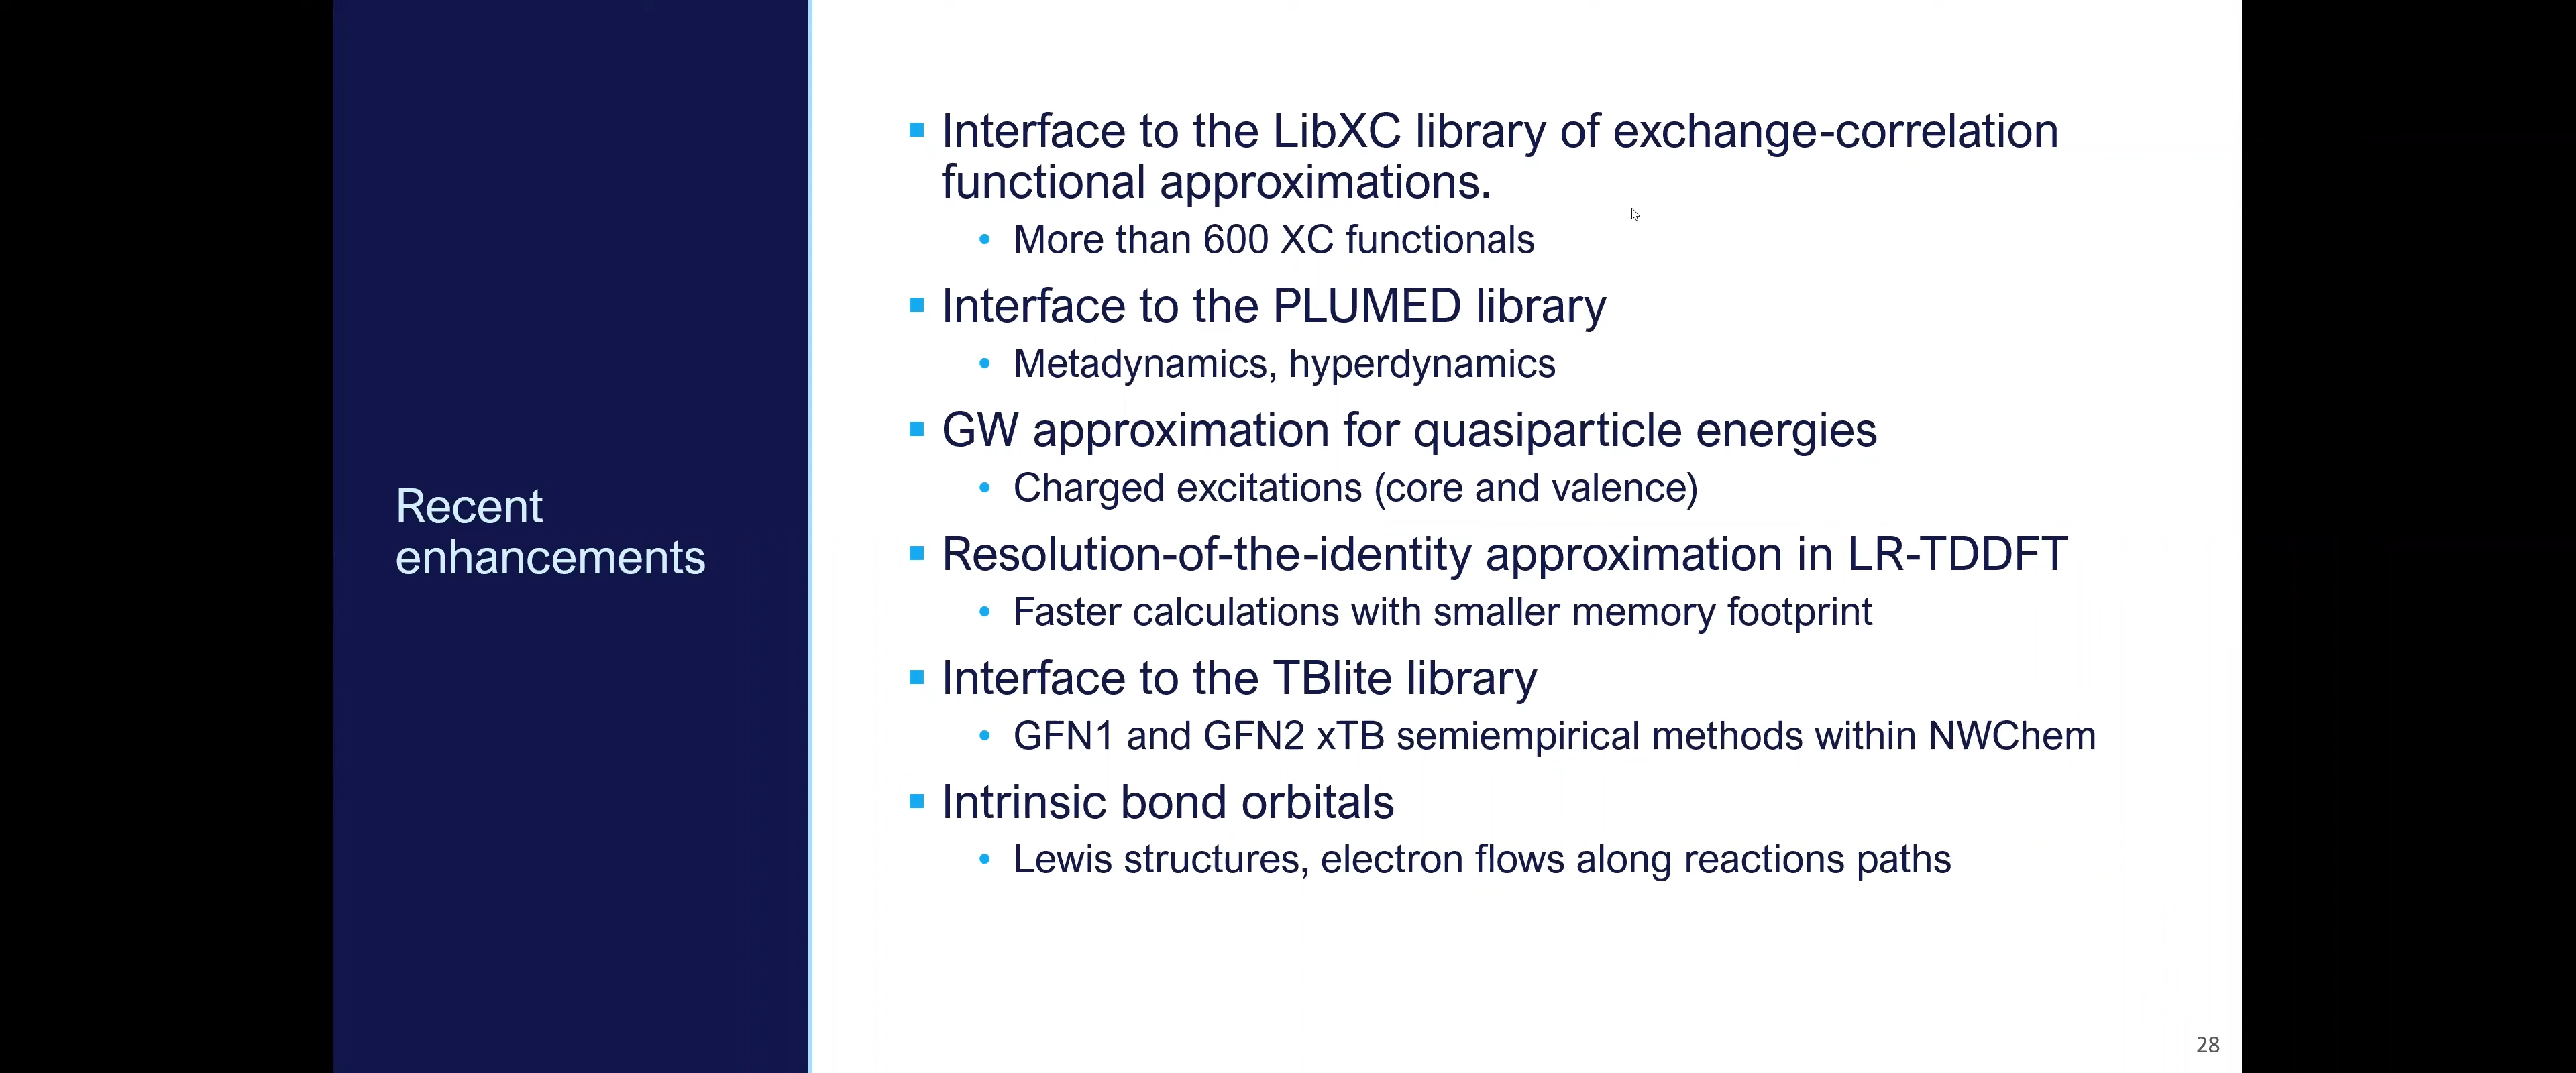 Recent
enhancements
Interface to the LibXC library of exchange-correlation
functional approximations.
More than 600 XC functionals
Interface to the PLUMED library
Metadynamics, hyperdynamics
GW approximation for quasiparticle energies
Charged excitations (core and valence)
Resolution-of-the-identity approximation in LR-TDDFT
Faster calculations with smaller memory footprint
Interface to the TBlite library
GFN1 and GFN2 xTB semiempirical methods within NWChem
Intrinsic bond orbitals
Lewis structures, electron flows along reactions paths
28